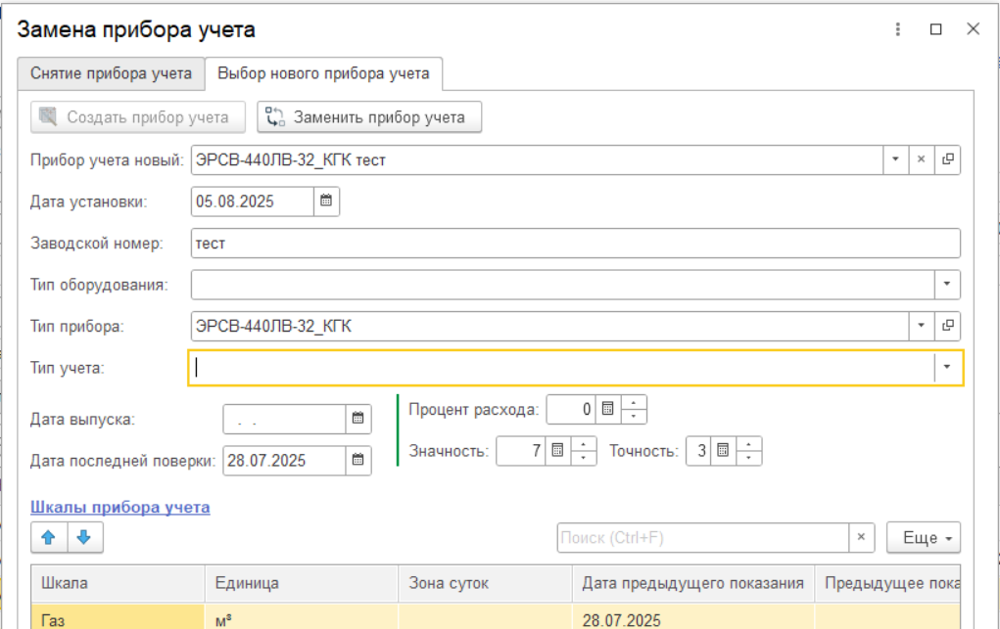 Замена прибора учета
Снятие прибора учета Выбор нового прибора учета
Создать прибор учета Заменить прибор учета
Прибор учета новый: ЭРСВ-440ЛВ-32_КГК тест
Дата установки: 05.08.2025
Заводской номер: тест
Тип оборудования:
Тип прибора: ЭРСВ-440ЛВ-32_КГК
Тип учета:
Дата выпуска: . . Процент расхода: 0
Дата последней поверки: 28.07.2025 Значность: 7 Точность: 3
Шкалы прибора учета
Поиск (Ctrl+F) × Еще
Шкала Единица Зона суток Дата предыдущего показания Предыдущее пока
Газ м³ 28.07.2025